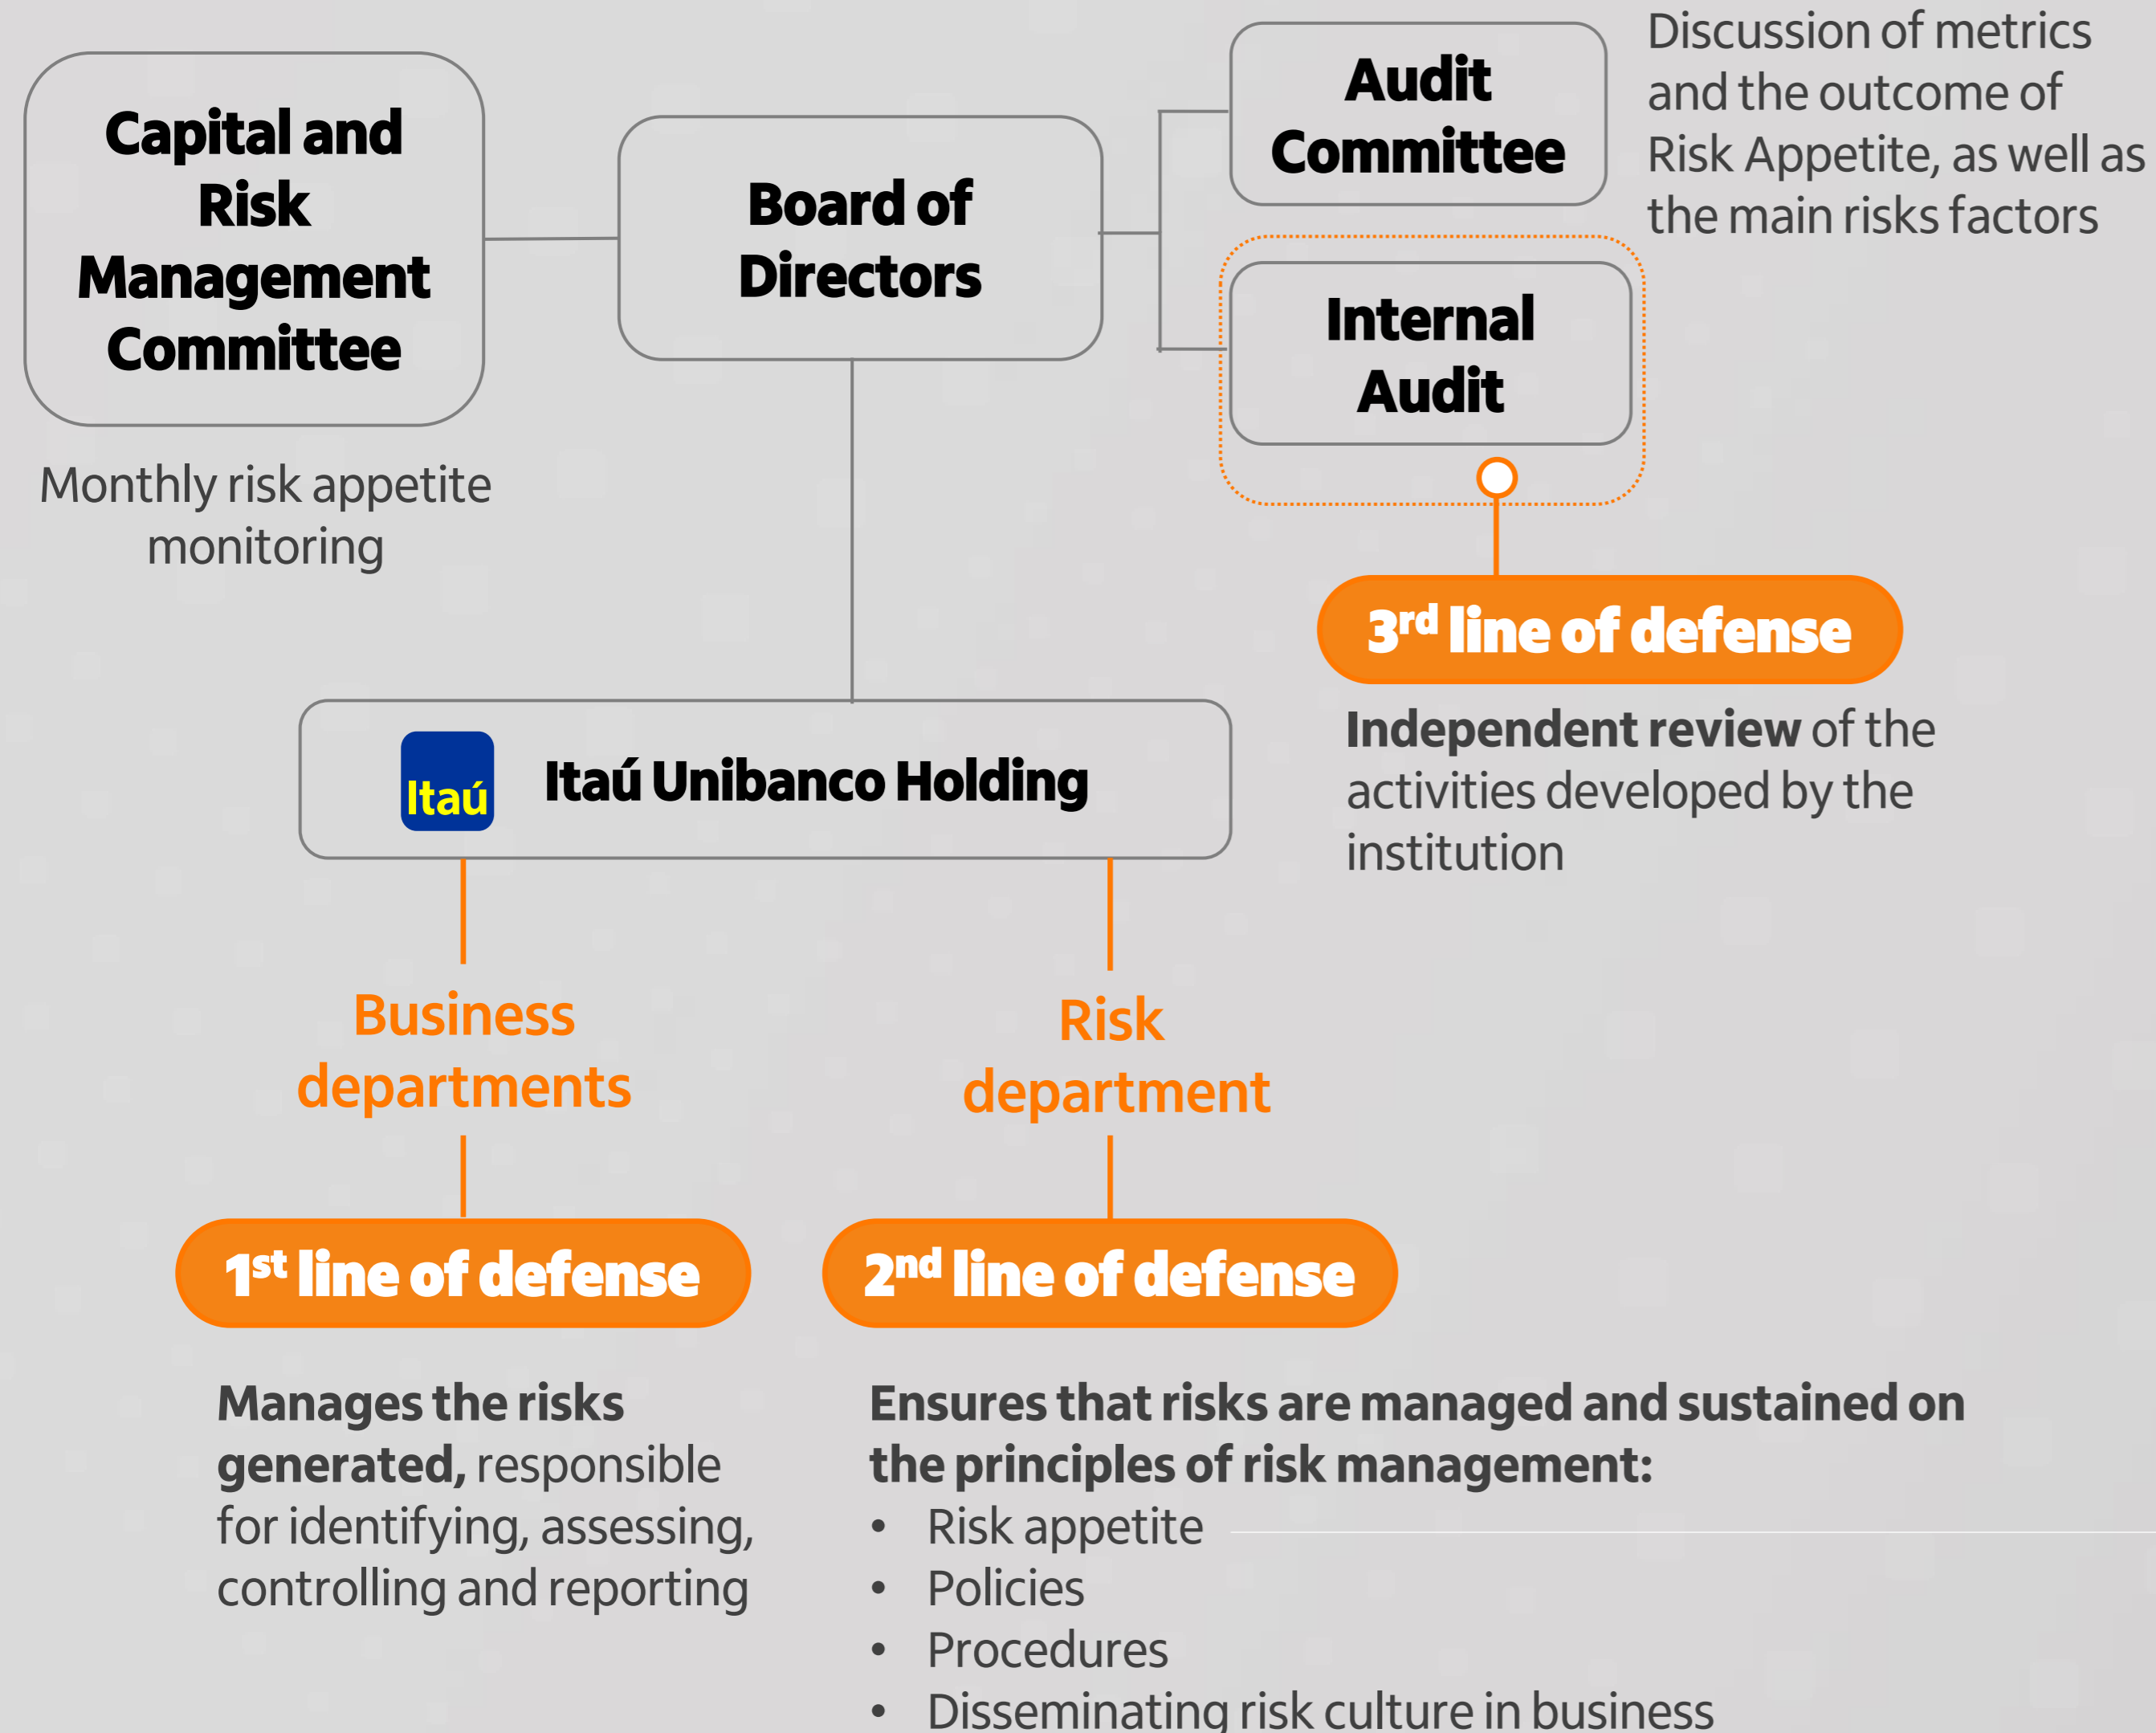 Capital and
Risk
Management
Committee
Monthly risk appetite
monitoring
Board of
Directors
Audit
Committee
Discussion of metrics
and the outcome of
Risk Appetite, as well as
the main risks factors
Internal
Audit
3rd line of defense
Independent review of the
activities developed by the
institution
Itaú
Itaú Unibanco Holding
Business
departments
1st line of defense
Manages the risks
generated, responsible
for identifying, assessing,
controlling and reporting
Risk
department
2nd line of defense
Ensures that risks are managed and sustained on
the principles of risk management:
• Risk appetite
• Policies
• Procedures
• Disseminating risk culture in business